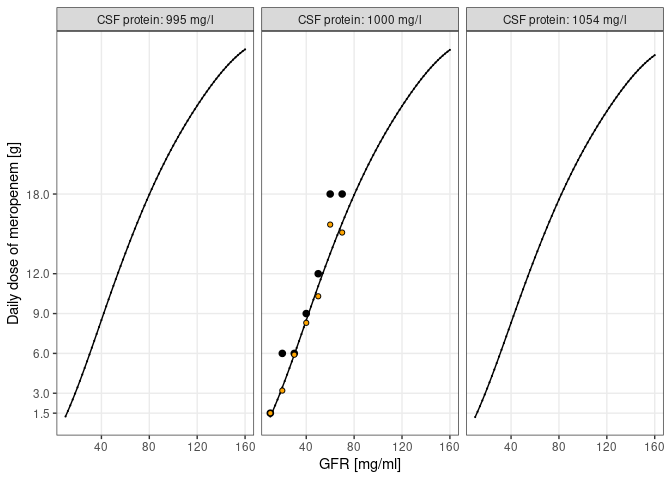 CSF protein: 995 mg/l
CSF protein: 1000 mg/l
CSF protein: 1054 mg/l
Daily dose of meropenem [g]
18.0
12.0
9.0
6.0
3.0
1.5
40 80 120 160
40 80 120 160
40 80 120 160
GFR [mg/ml]